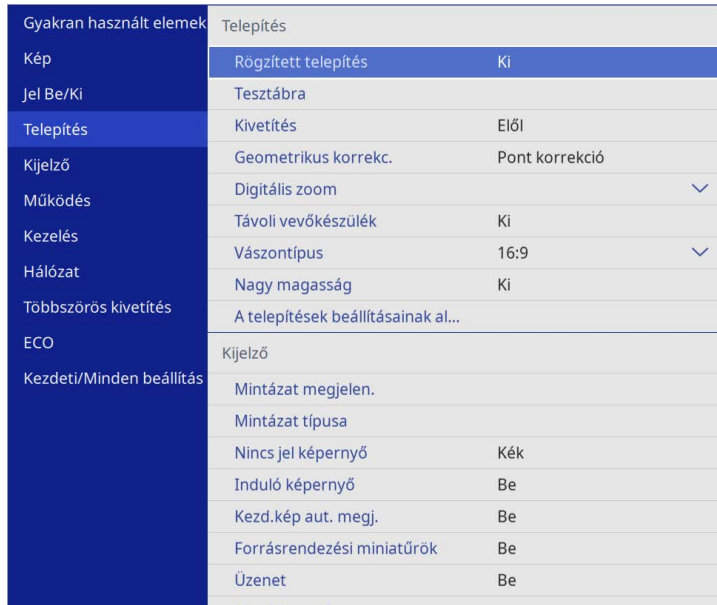 Gyakran használt elemek
Kép
Jel Be/Ki
Telepítés
Kijelző
Működés
Kezelés
Hálózat
Többszörös kivetítés
ECO
Kezdeti/Minden beállítás
Telepítés
Rögzített telepítés Ki
Tesztábra
Kivetítés Elől
Geometrikus korrekc. Pont korrekció
Digitális zoom
Távoli vevőkészülék Ki
Vászontípus 16:9
Nagy magasság Ki
A telepítések beállításainak al...
Kijelző
Mintázat megjelen.
Mintázat típusa
Nincs jel képernyő Kék
Induló képernyő Be
Kezd.kép aut. megj. Be
Forrásrendezési miniatűrök Be
Üzenet Be